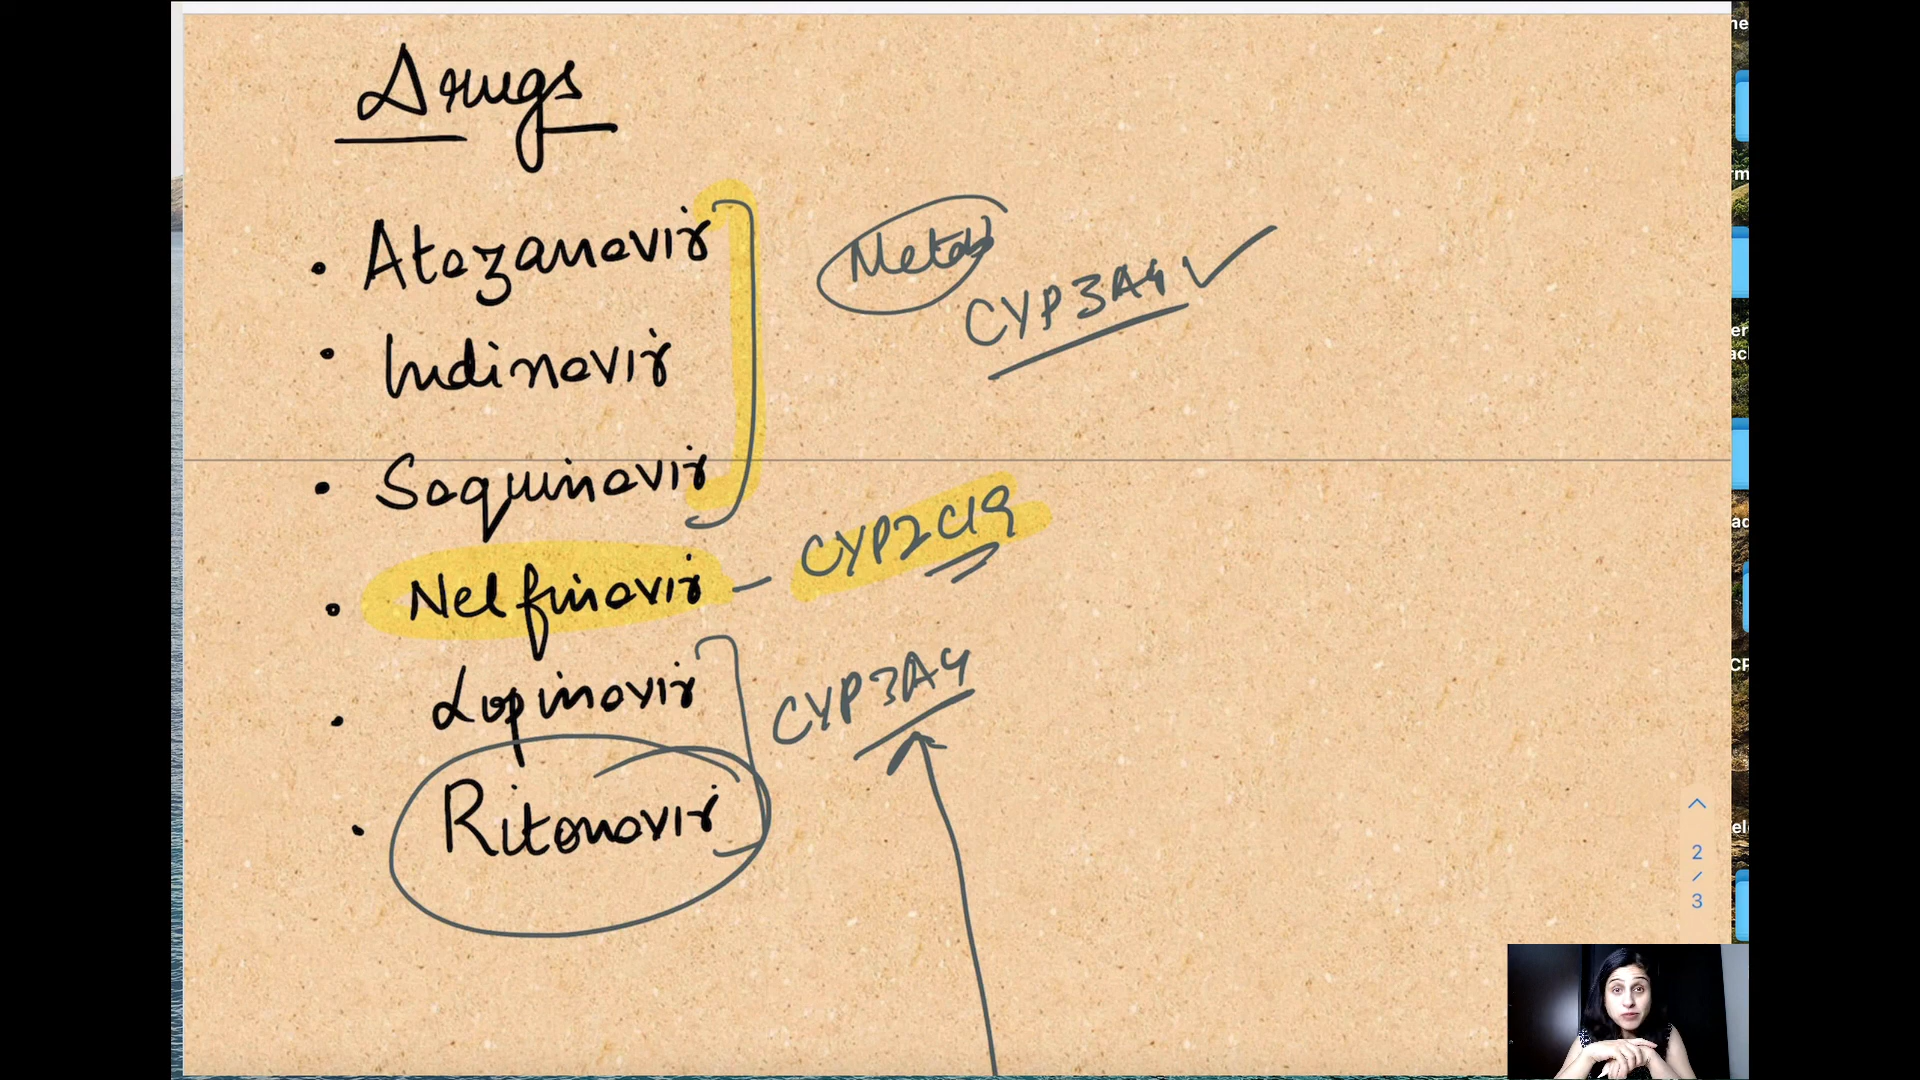 Drugs
• Atazanavir
Metab
CYP3A4 ✓
• Indinavir
• Saquinavir
• Nelfinavir - CYP2C19
• Lopinavir
CYP3A4
• Ritonavir
2
/
3